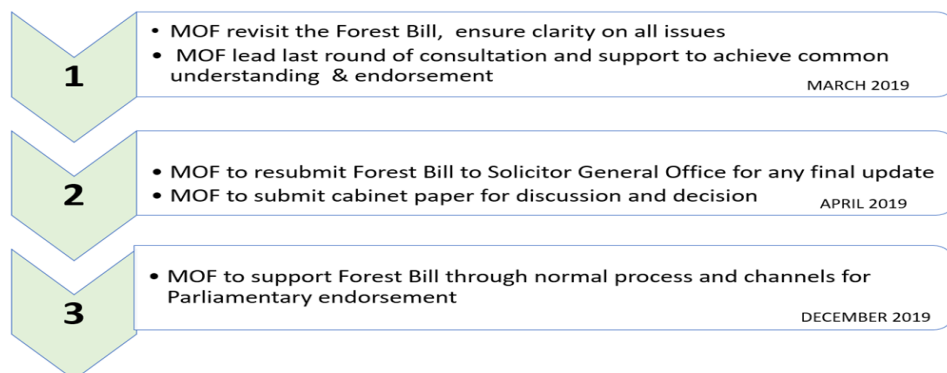 1
• MOF revisit the Forest Bill, ensure clarity on all issues
• MOF lead last round of consultation and support to achieve common
understanding & endorsement
MARCH 2019
2
• MOF to resubmit Forest Bill to Solicitor General Office for any final update
• MOF to submit cabinet paper for discussion and decision
APRIL 2019
3
• MOF to support Forest Bill through normal process and channels for
Parliamentary endorsement
DECEMBER 2019